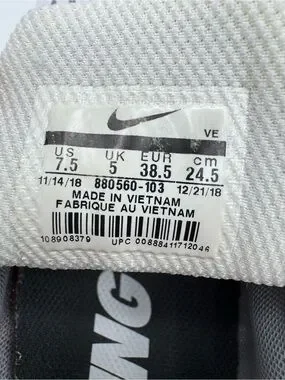 VE
US UK EUR cm
7.5 5 38.5 24.5
11/14/18 880560-103 12/21/18
MADE IN VIETNAM
FABRIQUE AU VIETNAM
108908379 UPC 00888411712046
NG